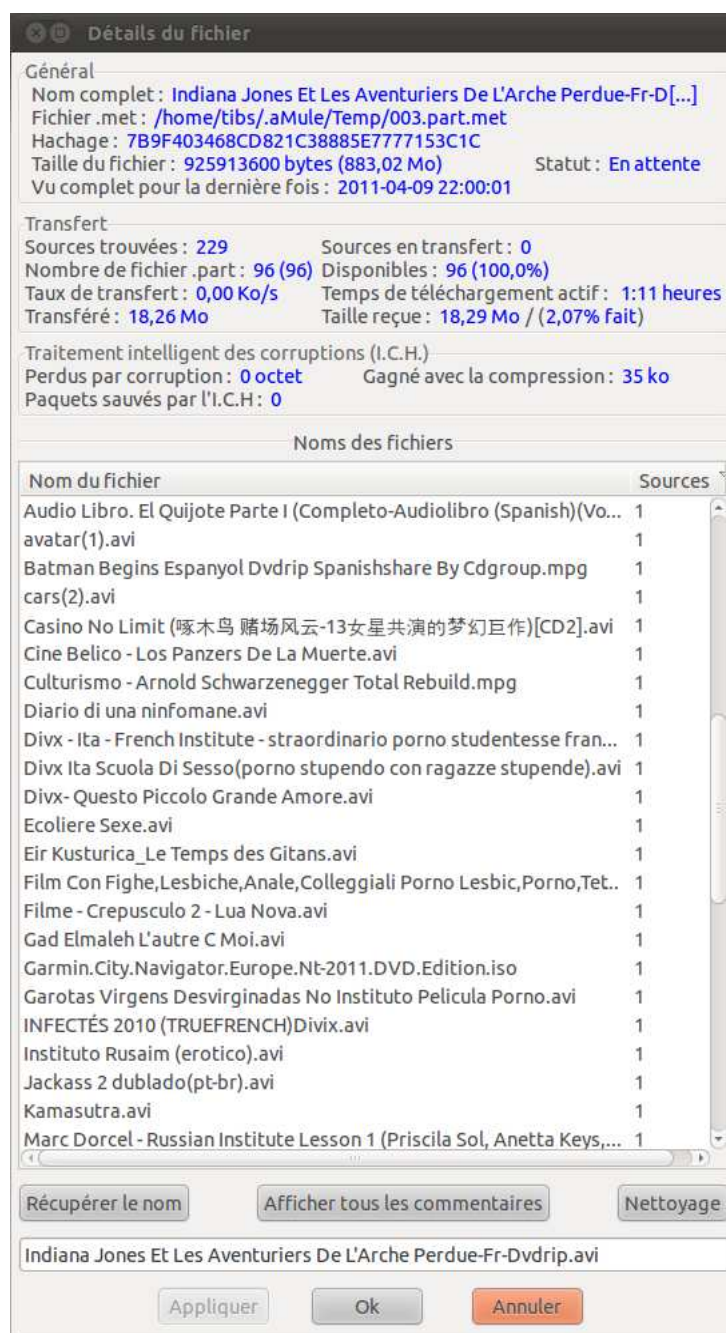 Détails du fichier
Général
Nom complet : Indiana Jones Et Les Aventuriers De L'Arche Perdue-Fr-D[...]
Fichier .met : /home/tibs/.aMule/Temp/003.part.met
Hachage : 7B9F403468CD821C38885E7777153C1C
Taille du fichier : 925913600 bytes (883,02 Mo) Statut : En attente
Vu complet pour la dernière fois : 2011-04-09 22:00:01
Transfert
Sources trouvées : 229 Sources en transfert : 0
Nombre de fichier .part : 96 (96) Disponibles : 96 (100,0%)
Taux de transfert : 0,00 Ko/s Temps de téléchargement actif : 1:11 heures
Transféré : 18,26 Mo Taille reçue : 18,29 Mo / (2,07% fait)
Traitement intelligent des corruptions (I.C.H.)
Perdus par corruption : 0 octet Gagné avec la compression : 35 ko
Paquets sauvés par l'I.C.H : 0
Noms des fichiers
Nom du fichier Sources
Audio Libro. El Quijote Parte I (Completo-Audiolibro (Spanish)(Vo... 1
avatar(1).avi 1
Batman Begins Espanyol Dvdrip Spanishshare By Cdgroup.mpg 1
cars(2).avi 1
Casino No Limit (啄木鸟 赌场风云-13女星共演的梦幻巨作)[CD2].avi 1
Cine Belico - Los Panzers De La Muerte.avi 1
Culturismo - Arnold Schwarzenegger Total Rebuild.mpg 1
Diario di una ninfomane.avi 1
Divx - Ita - French Institute - straordinario porno studentesse fran... 1
Divx Ita Scuola Di Sesso(porno stupendo con ragazze stupende).avi 1
Divx- Questo Piccolo Grande Amore.avi 1
Ecoliere Sexe.avi 1
Eir Kusturica_Le Temps des Gitans.avi 1
Film Con Fighe,Lesbiche,Anale,Colleggiali Porno Lesbic,Porno,Tet.. 1
Filme - Crepusculo 2 - Lua Nova.avi 1
Gad Elmaleh L'autre C Moi.avi 1
Garmin.City.Navigator.Europe.Nt-2011.DVD.Edition.iso 1
Garotas Virgens Desvirginadas No Instituto Pelicula Porno.avi 1
INFECTÉS 2010 (TRUEFRENCH)Divix.avi 1
Instituto Rusaim (erotico).avi 1
Jackass 2 dublado(pt-br).avi 1
Kamasutra.avi 1
Marc Dorcel - Russian Institute Lesson 1 (Priscila Sol, Anetta Keys,... 1
Récupérer le nom Afficher tous les commentaires Nettoyage
Indiana Jones Et Les Aventuriers De L'Arche Perdue-Fr-Dvdrip.avi
Appliquer Ok Annuler